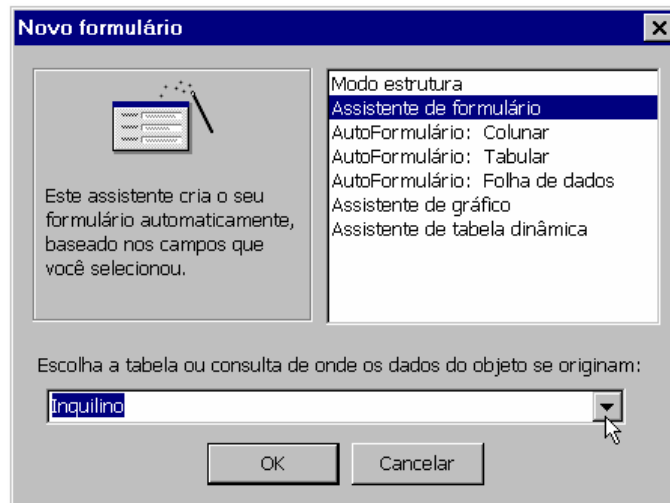 Novo formulário
Modo estrutura
Assistente de formulário
AutoFormulário: Colunar
AutoFormulário: Tabular
AutoFormulário: Folha de dados
Assistente de gráfico
Assistente de tabela dinâmica
Este assistente cria o seu
formulário automaticamente,
baseado nos campos que
você selecionou.
Escolha a tabela ou consulta de onde os dados do objeto se originam:
Inquilino
OK
Cancelar